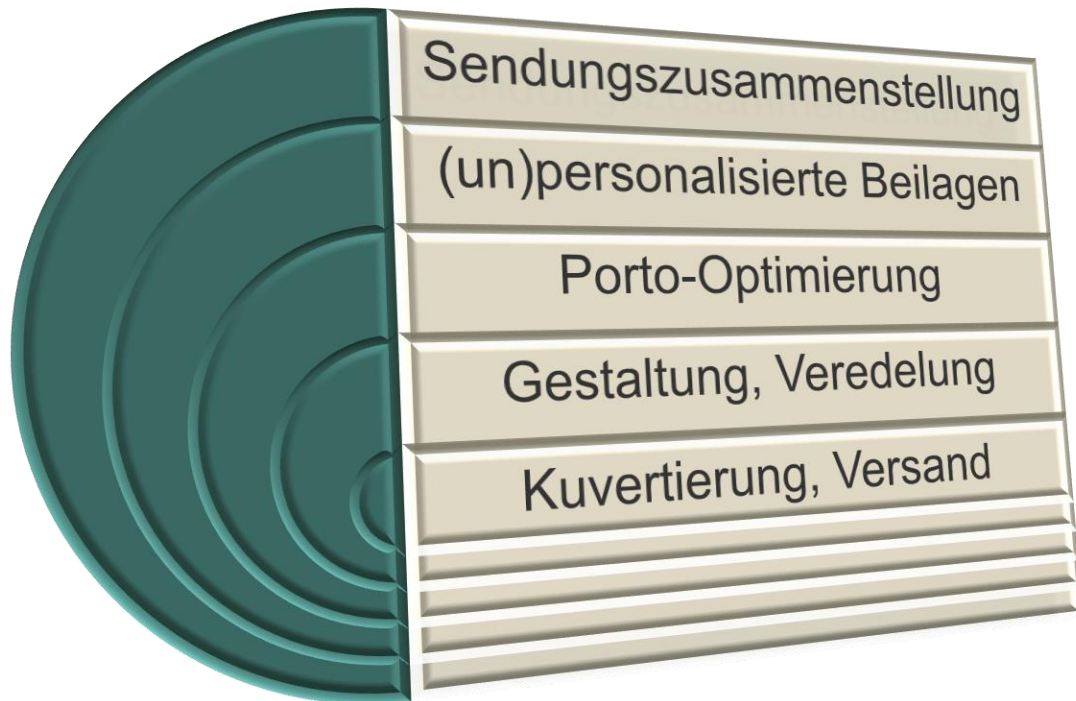 Sendungszusammenstellung
(un)personalisierte Beilagen
Porto-Optimierung
Gestaltung, Veredelung
Kuvertierung, Versand